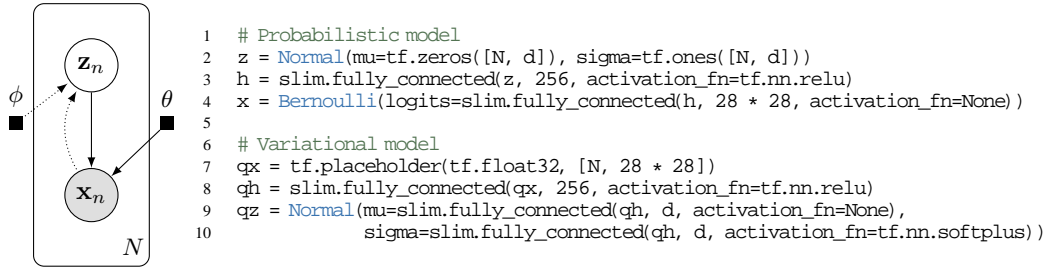 z_n
ϕ
θ
x_n
N
1 # Probabilistic model
2 z = Normal(mu=tf.zeros([N, d]), sigma=tf.ones([N, d]))
3 h = slim.fully_connected(z, 256, activation_fn=tf.nn.relu)
4 x = Bernoulli(logits=slim.fully_connected(h, 28 * 28, activation_fn=None))
5
6 # Variational model
7 qx = tf.placeholder(tf.float32, [N, 28 * 28])
8 qh = slim.fully_connected(qx, 256, activation_fn=tf.nn.relu)
9 qz = Normal(mu=slim.fully_connected(qh, d, activation_fn=None),
10             sigma=slim.fully_connected(qh, d, activation_fn=tf.nn.softplus))